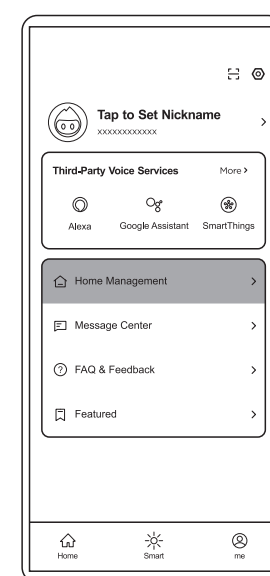 Tap to Set Nickname
xxxxxxxxxxxx
Third-Party Voice Services More
Alexa Google Assistant SmartThings
Home Management
Message Center
FAQ & Feedback
Featured
Home Smart me